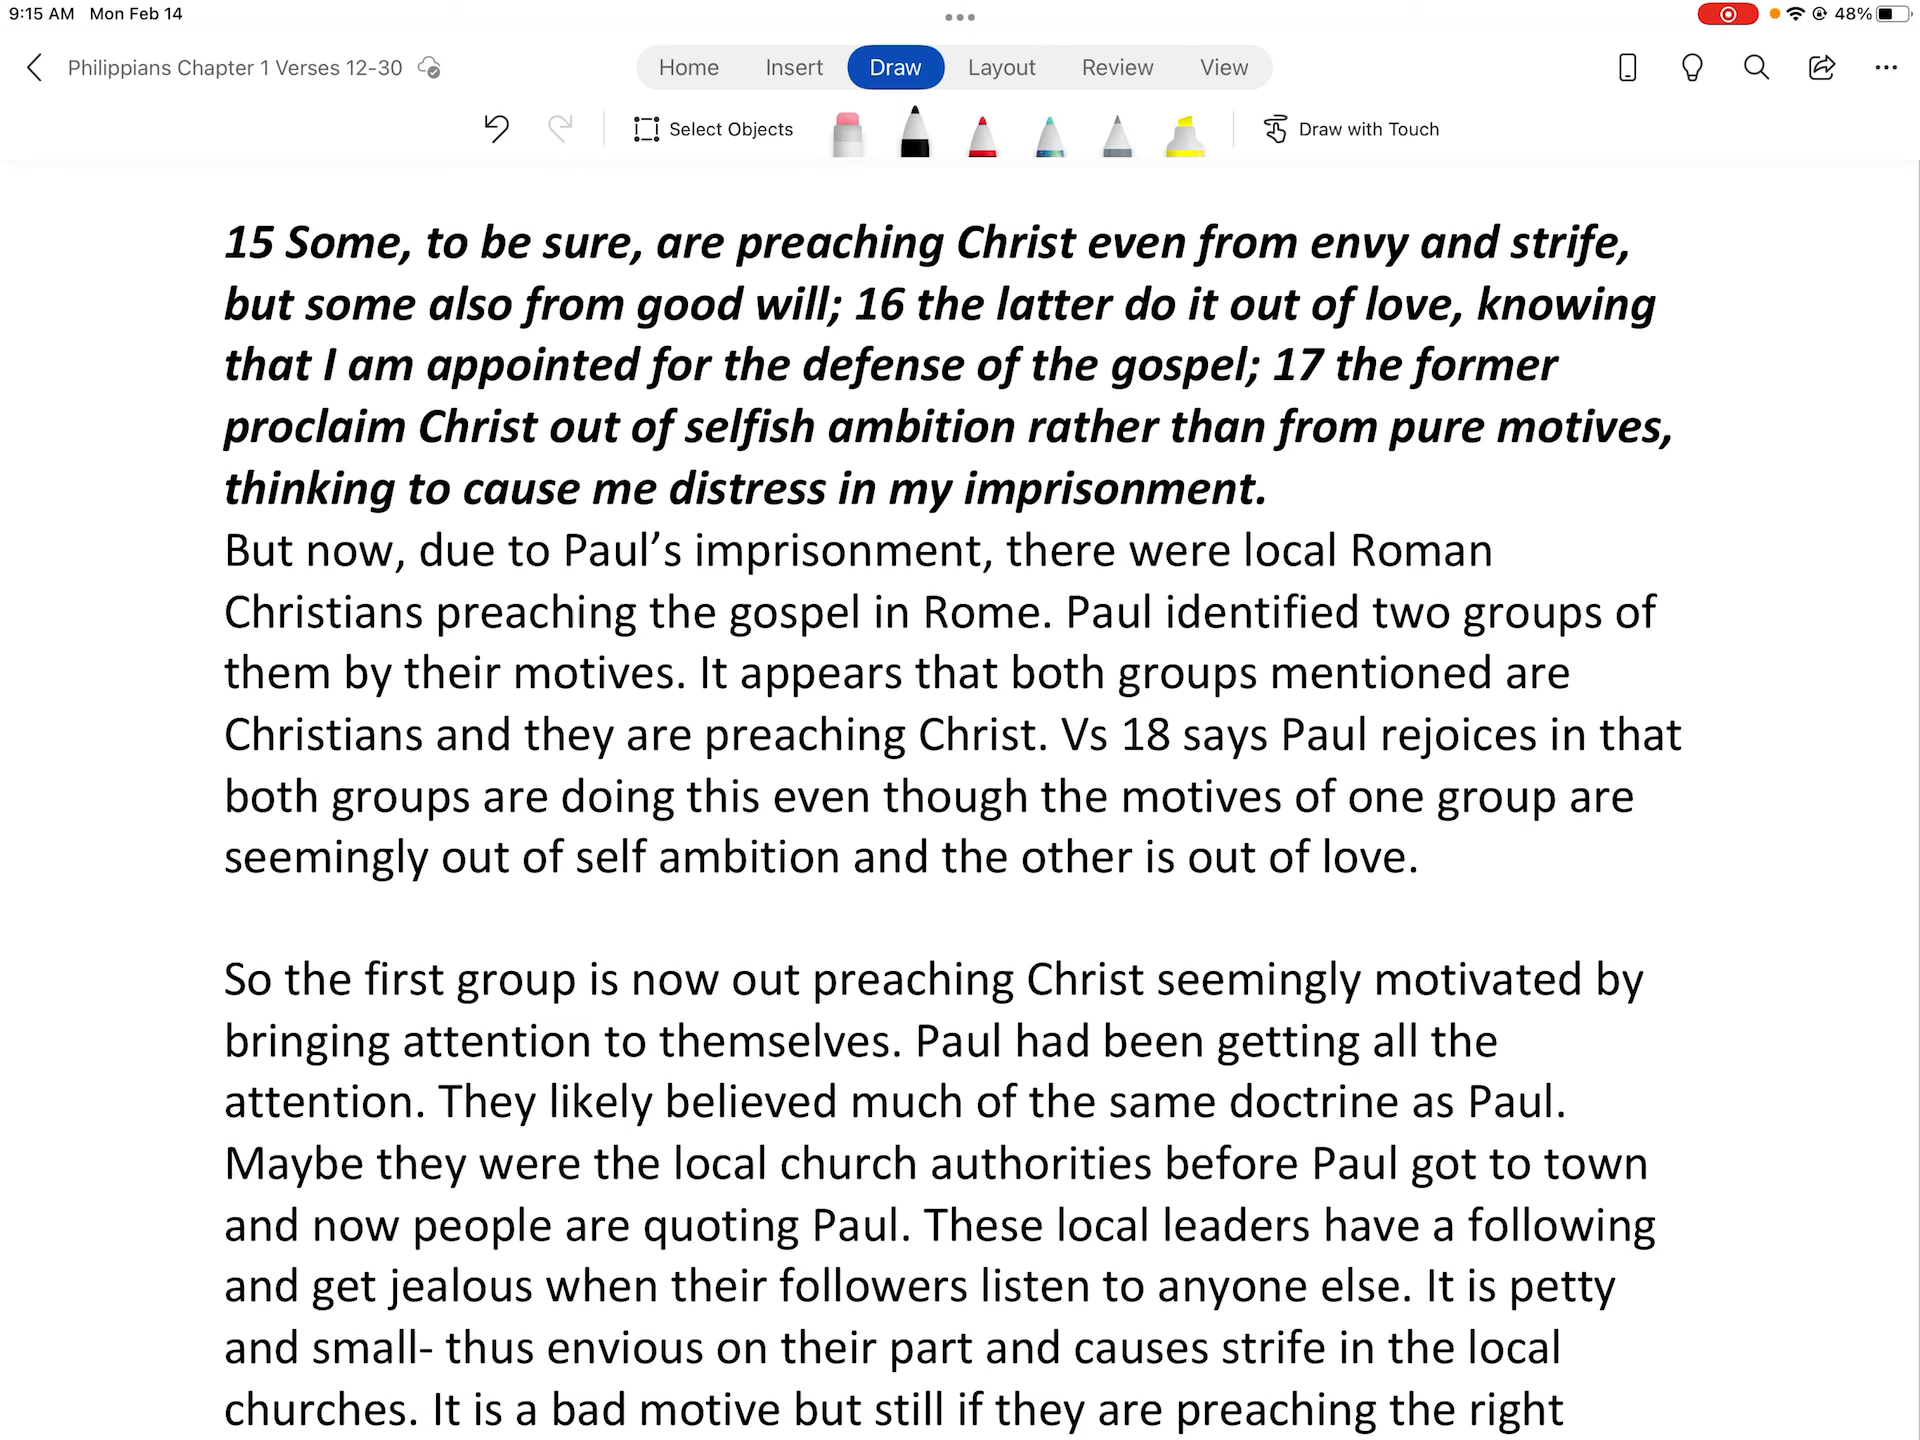 9:15 AM Mon Feb 14
48%
Philippians Chapter 1 Verses 12-30
Home Insert Draw Layout Review View
Select Objects
Draw with Touch
15 Some, to be sure, are preaching Christ even from envy and strife,
but some also from good will; 16 the latter do it out of love, knowing
that I am appointed for the defense of the gospel; 17 the former
proclaim Christ out of selfish ambition rather than from pure motives,
thinking to cause me distress in my imprisonment.
But now, due to Paul’s imprisonment, there were local Roman
Christians preaching the gospel in Rome. Paul identified two groups of
them by their motives. It appears that both groups mentioned are
Christians and they are preaching Christ. Vs 18 says Paul rejoices in that
both groups are doing this even though the motives of one group are
seemingly out of self ambition and the other is out of love.
So the first group is now out preaching Christ seemingly motivated by
bringing attention to themselves. Paul had been getting all the
attention. They likely believed much of the same doctrine as Paul.
Maybe they were the local church authorities before Paul got to town
and now people are quoting Paul. These local leaders have a following
and get jealous when their followers listen to anyone else. It is petty
and small- thus envious on their part and causes strife in the local
churches. It is a bad motive but still if they are preaching the right